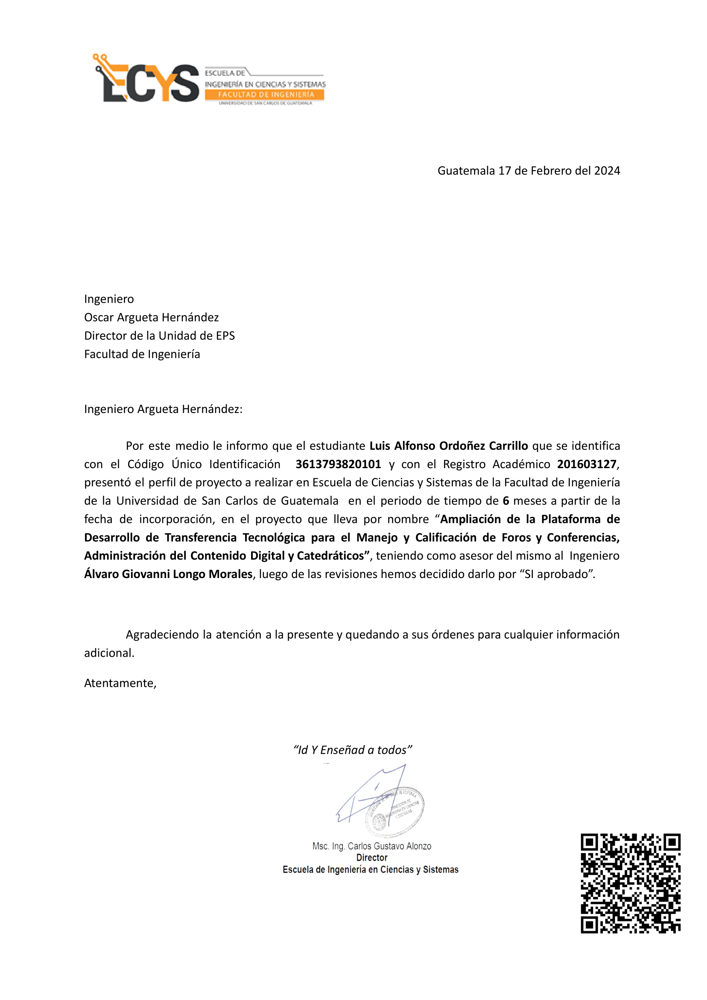 ECYS
ESCUELA DE
INGENIERÍA EN CIENCIAS Y SISTEMAS
FACULTAD DE INGENIERÍA
UNIVERSIDAD DE SAN CARLOS DE GUATEMALA
Guatemala 17 de Febrero del 2024
Ingeniero
Oscar Argueta Hernández
Director de la Unidad de EPS
Facultad de Ingeniería
Ingeniero Argueta Hernández:
Por este medio le informo que el estudiante Luis Alfonso Ordoñez Carrillo que se identifica
con el Código Único Identificación 3613793820101 y con el Registro Académico 201603127,
presentó el perfil de proyecto a realizar en Escuela de Ciencias y Sistemas de la Facultad de Ingeniería
de la Universidad de San Carlos de Guatemala en el periodo de tiempo de 6 meses a partir de la
fecha de incorporación, en el proyecto que lleva por nombre “Ampliación de la Plataforma de
Desarrollo de Transferencia Tecnológica para el Manejo y Calificación de Foros y Conferencias,
Administración del Contenido Digital y Catedráticos”, teniendo como asesor del mismo al Ingeniero
Álvaro Giovanni Longo Morales, luego de las revisiones hemos decidido darlo por “SI aprobado”.
Agradeciendo la atención a la presente y quedando a sus órdenes para cualquier información
adicional.
Atentamente,
“Id Y Enseñad a todos”
DIRECCION DE
INGENIERIA EN CIENCIAS
Y SISTEMAS
Msc. Ing. Carlos Gustavo Alonzo
Director
Escuela de Ingeniería en Ciencias y Sistemas